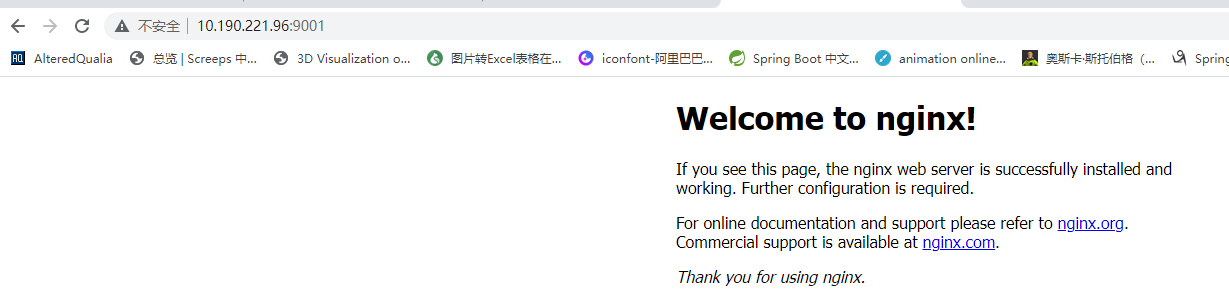 不安全 | 10.190.221.96:9001
AQ AlteredQualia 总览 | Screeps 中... 3D Visualization o... 图片转Excel表格在... iconfont-阿里巴巴... Spring Boot 中文... animation online... 奥斯卡·斯托伯格（... Spring
Welcome to nginx!
If you see this page, the nginx web server is successfully installed and
working. Further configuration is required.
For online documentation and support please refer to nginx.org.
Commercial support is available at nginx.com.
Thank you for using nginx.